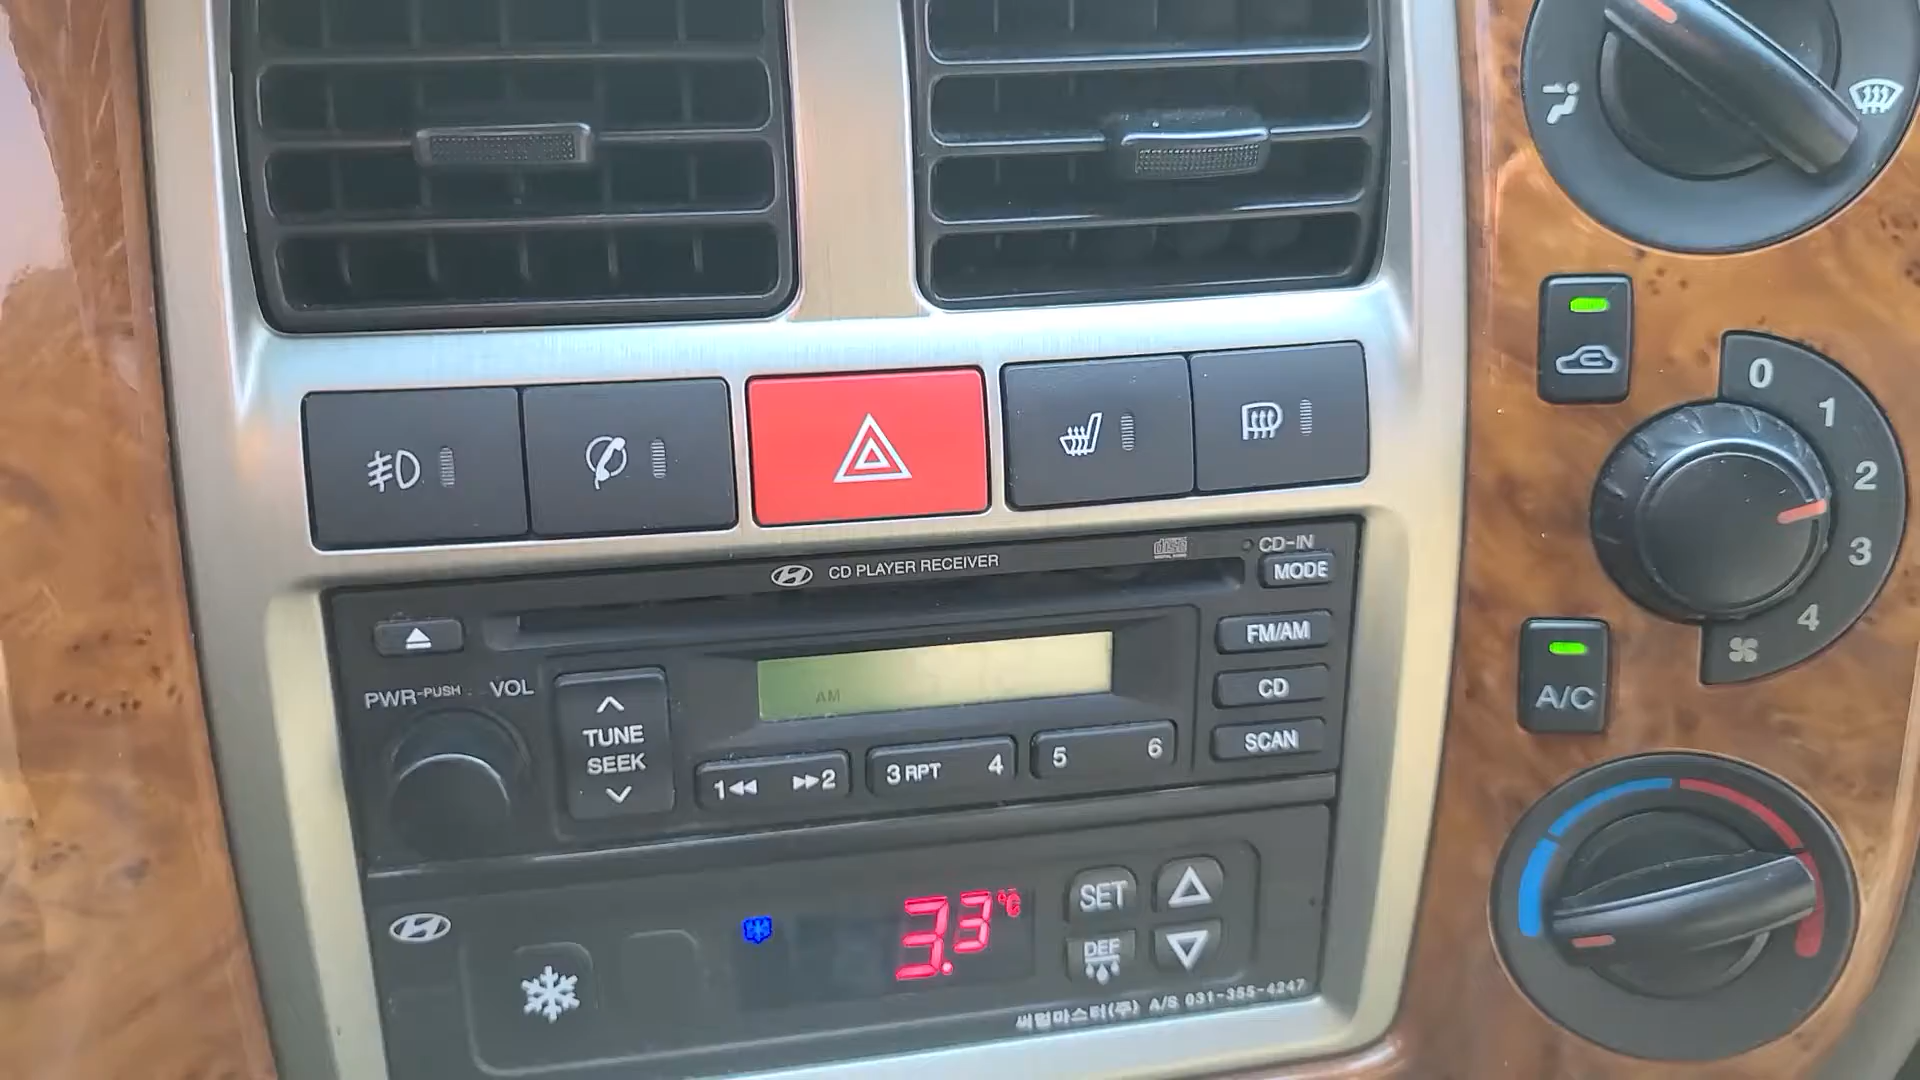 0
1
2
3
4
CD PLAYER RECEIVER
CD-IN
MODE
FM/AM
PWR-PUSH VOL
TUNE
SEEK
AM
CD
SCAN
1 2
3 RPT 4
5 6
A/C
3.3 °C
SET
DEF
써멀마스터(주) A/S 031-355-4247